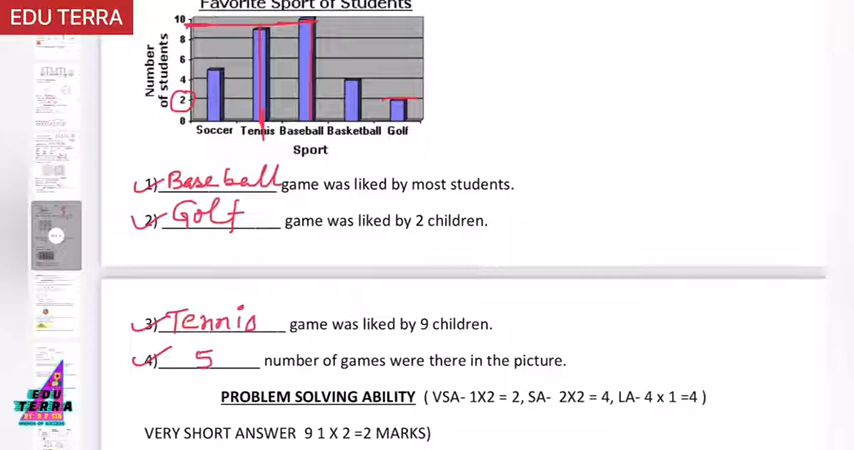 EDU TERRA
Favorite Sport of Students
Number of students
10
8
6
4
2
0
Soccer Tennis Baseball Basketball Golf
Sport
1) Baseball game was liked by most students.
2) Golf game was liked by 2 children.
3) Tennis game was liked by 9 children.
4) 5 number of games were there in the picture.
PROBLEM SOLVING ABILITY ( VSA- 1X2 = 2, SA- 2X2 = 4, LA- 4 x 1 =4 )
VERY SHORT ANSWER 9 1 X 2 =2 MARKS)
EDU
TERRA